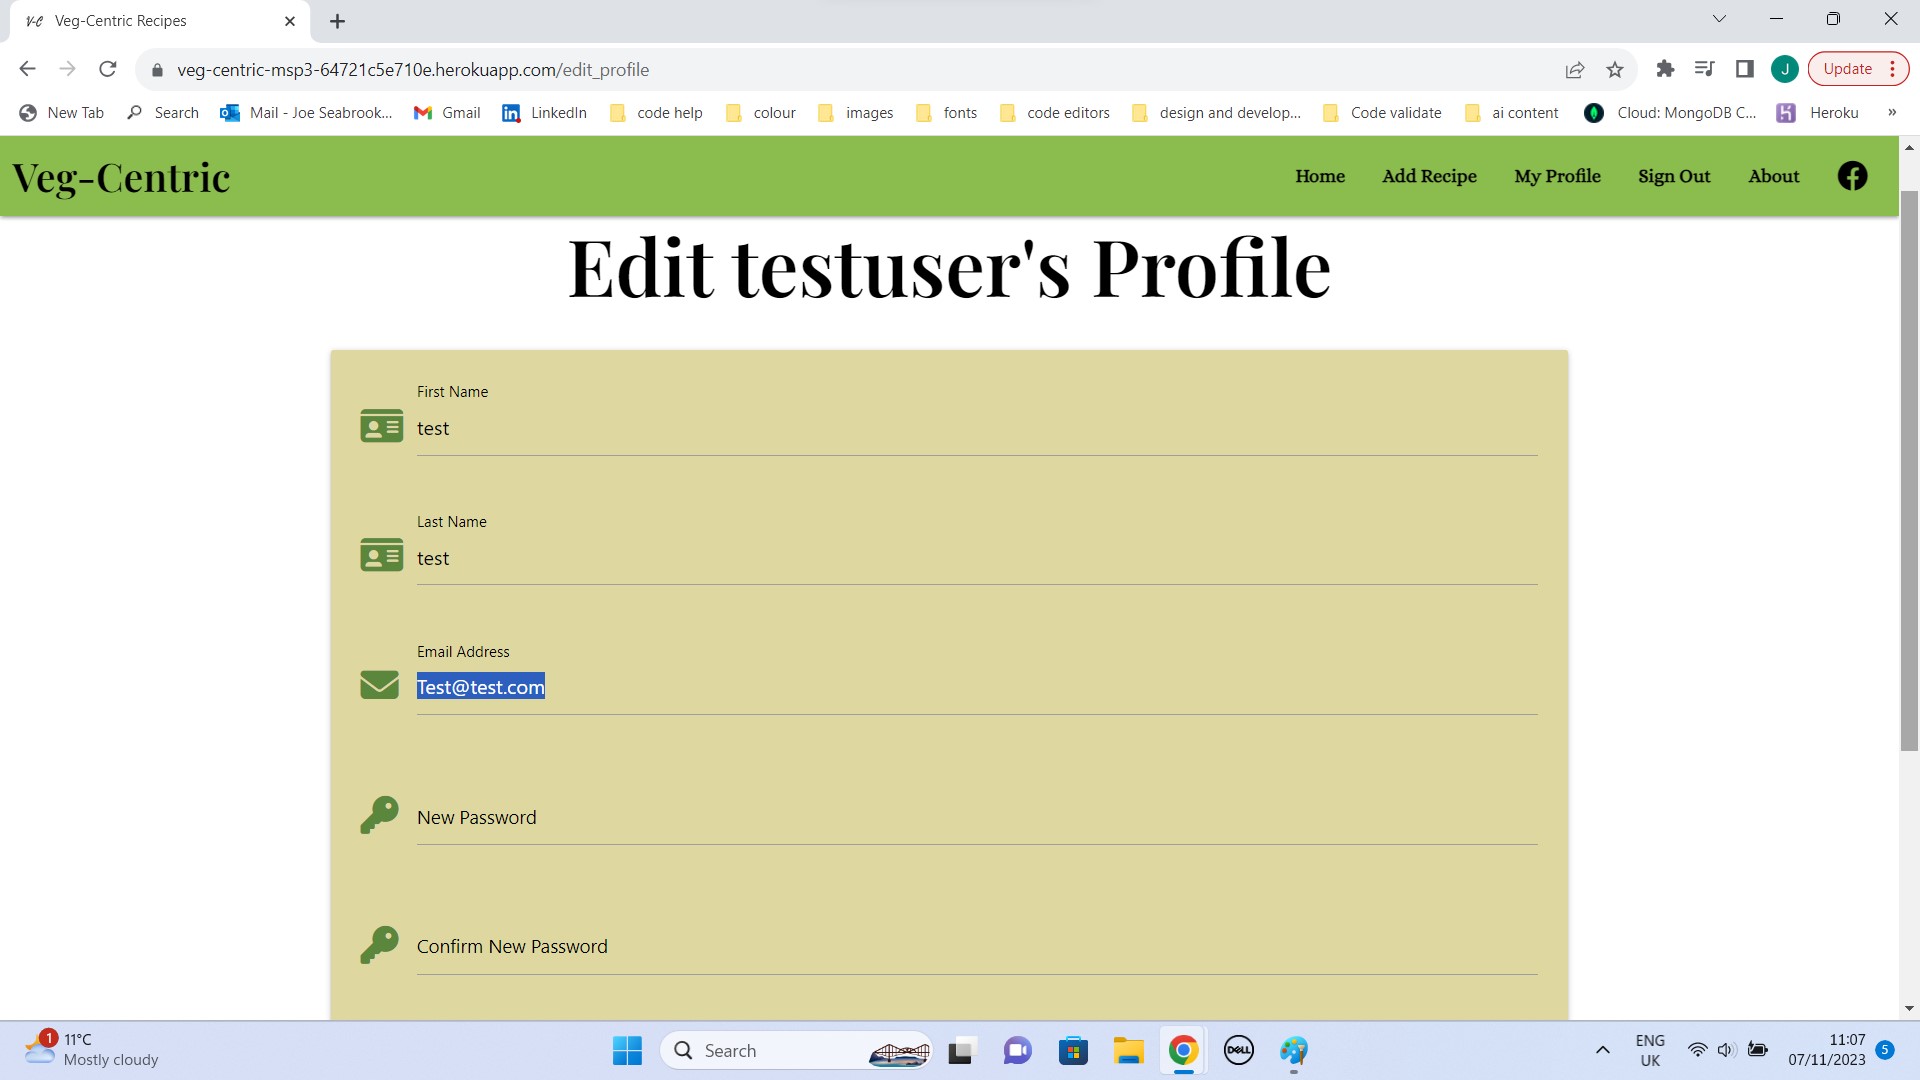 V-C Veg-Centric Recipes
veg-centric-msp3-64721c5e710e.herokuapp.com/edit_profile
J
Update
New Tab
Search
Mail - Joe Seabrook...
Gmail
LinkedIn
code help
colour
images
fonts
code editors
design and develop...
Code validate
ai content
Cloud: MongoDB C...
Heroku
»
Veg-Centric
Home
Add Recipe
My Profile
Sign Out
About
Edit testuser's Profile
First Name
test
Last Name
test
Email Address
Test@test.com
New Password
Confirm New Password
1
11°C
Mostly cloudy
Search
DELL
ENG
UK
11:07
07/11/2023
5